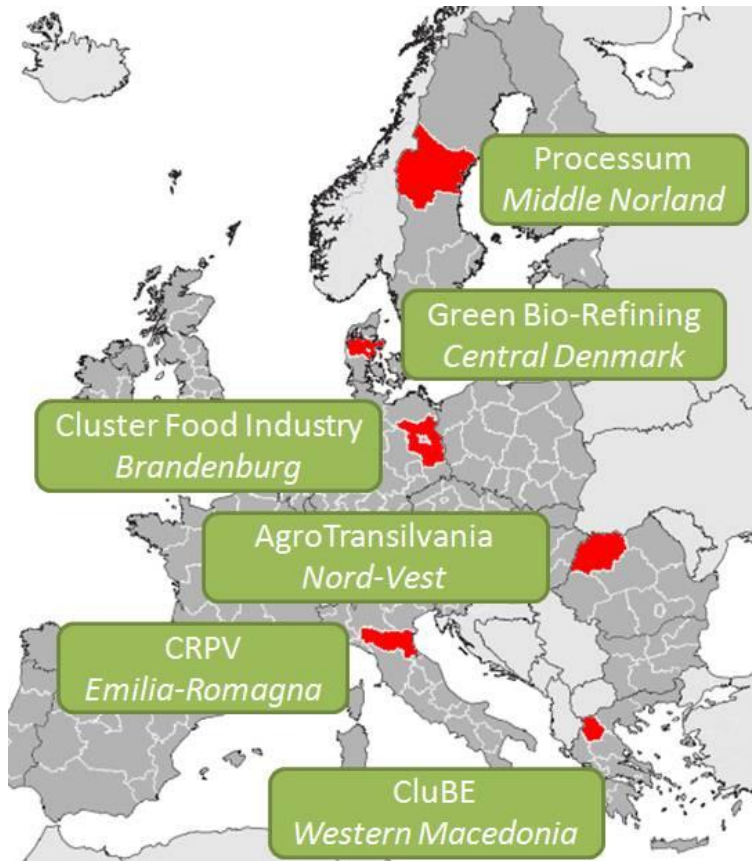 Processum
Middle Norland
Green Bio-Refining
Central Denmark
Cluster Food Industry
Brandenburg
AgroTransilvania
Nord-Vest
CRPV
Emilia-Romagna
CluBE
Western Macedonia